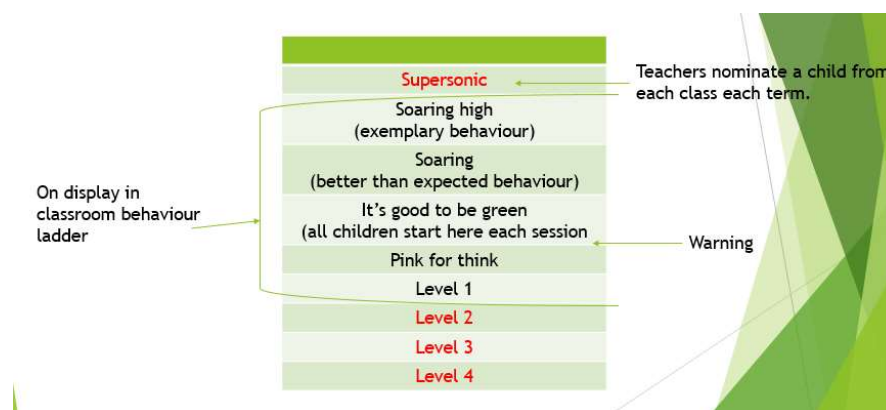 Supersonic
Teachers nominate a child from
each class each term.
Soaring high
(exemplary behaviour)
Soaring
(better than expected behaviour)
On display in
classroom behaviour
ladder
It's good to be green
(all children start here each session
Warning
Pink for think
Level 1
Level 2
Level 3
Level 4